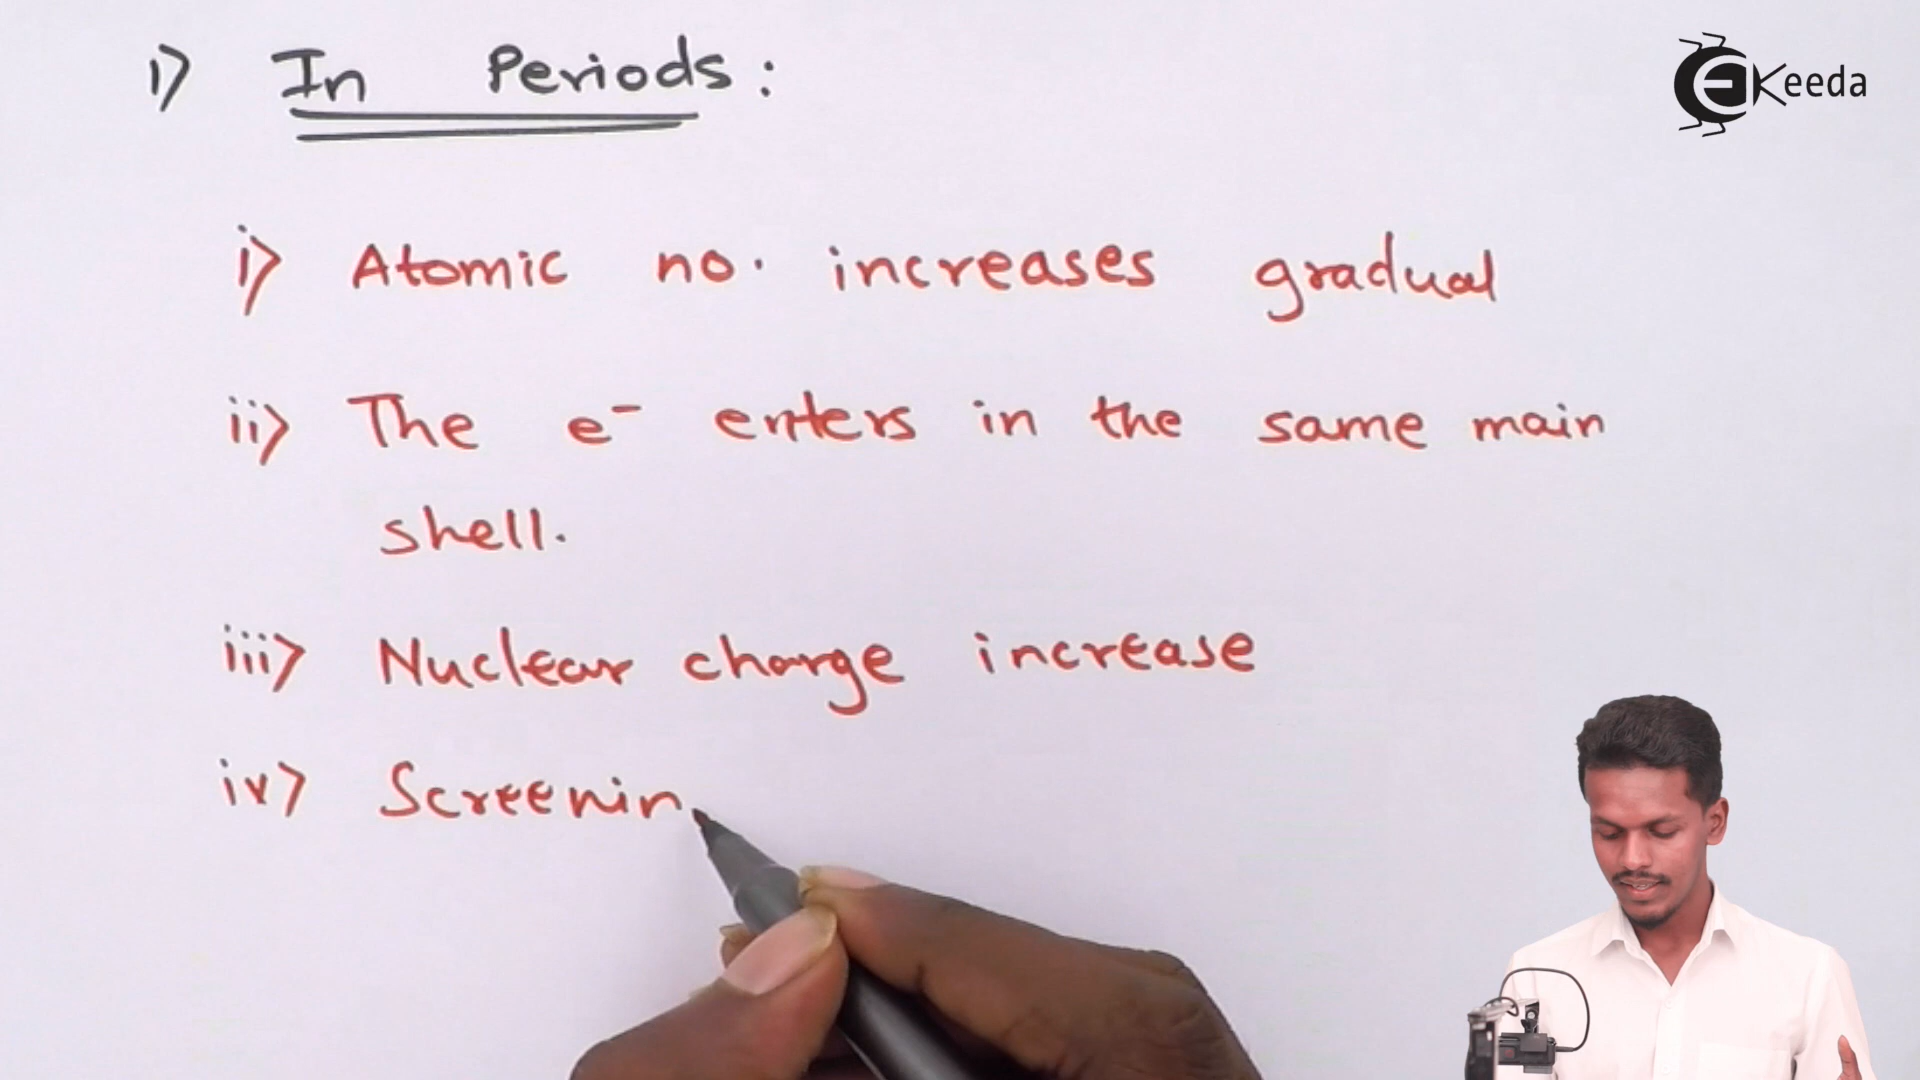 i) In Periods:
EKeeda
i) Atomic no. increases gradual
ii) The e⁻ enters in the same main
shell.
iii) Nuclear charge increase
iv) Screenin